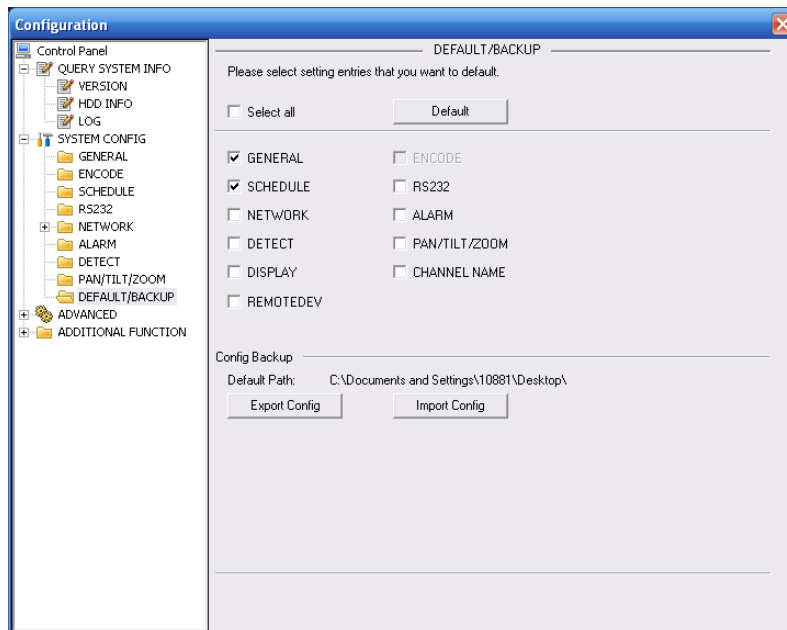 Configuration
Control Panel
QUERY SYSTEM INFO
VERSION
HDD INFO
LOG
SYSTEM CONFIG
GENERAL
ENCODE
SCHEDULE
RS232
NETWORK
ALARM
DETECT
PAN/TILT/ZOOM
DEFAULT/BACKUP
ADVANCED
ADDITIONAL FUNCTION
DEFAULT/BACKUP
Please select setting entries that you want to default.
Select all Default
GENERAL ENCODE
SCHEDULE RS232
NETWORK ALARM
DETECT PAN/TILT/ZOOM
DISPLAY CHANNEL NAME
REMOTEDEV
Config Backup
Default Path: C:\Documents and Settings\10881\Desktop\
Export Config Import Config